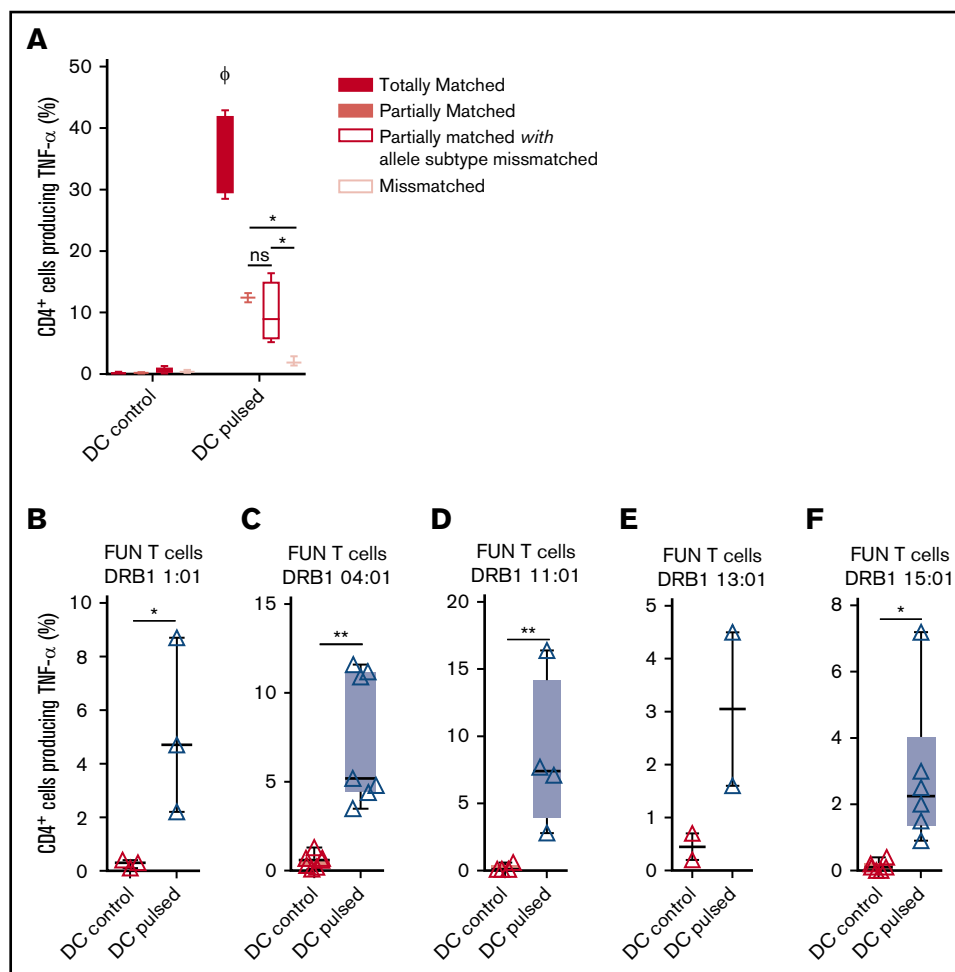 A
CD4+ cells producing TNF-α (%)
50
40
30
20
10
0
ϕ
*
*
ns
DC control
DC pulsed
Totally Matched
Partially Matched
Partially matched with
allele subtype missmatched
Missmatched
B
FUN T cells
DRB1 1:01
CD4+ cells producing TNF-α (%)
10
8
6
4
2
0
*
DC control
DC pulsed
C
FUN T cells
DRB1 04:01
15
10
5
0
**
DC control
DC pulsed
D
FUN T cells
DRB1 11:01
20
15
10
5
0
**
DC control
DC pulsed
E
FUN T cells
DRB1 13:01
5
4
3
2
1
0
DC control
DC pulsed
F
FUN T cells
DRB1 15:01
8
6
4
2
0
*
DC control
DC pulsed